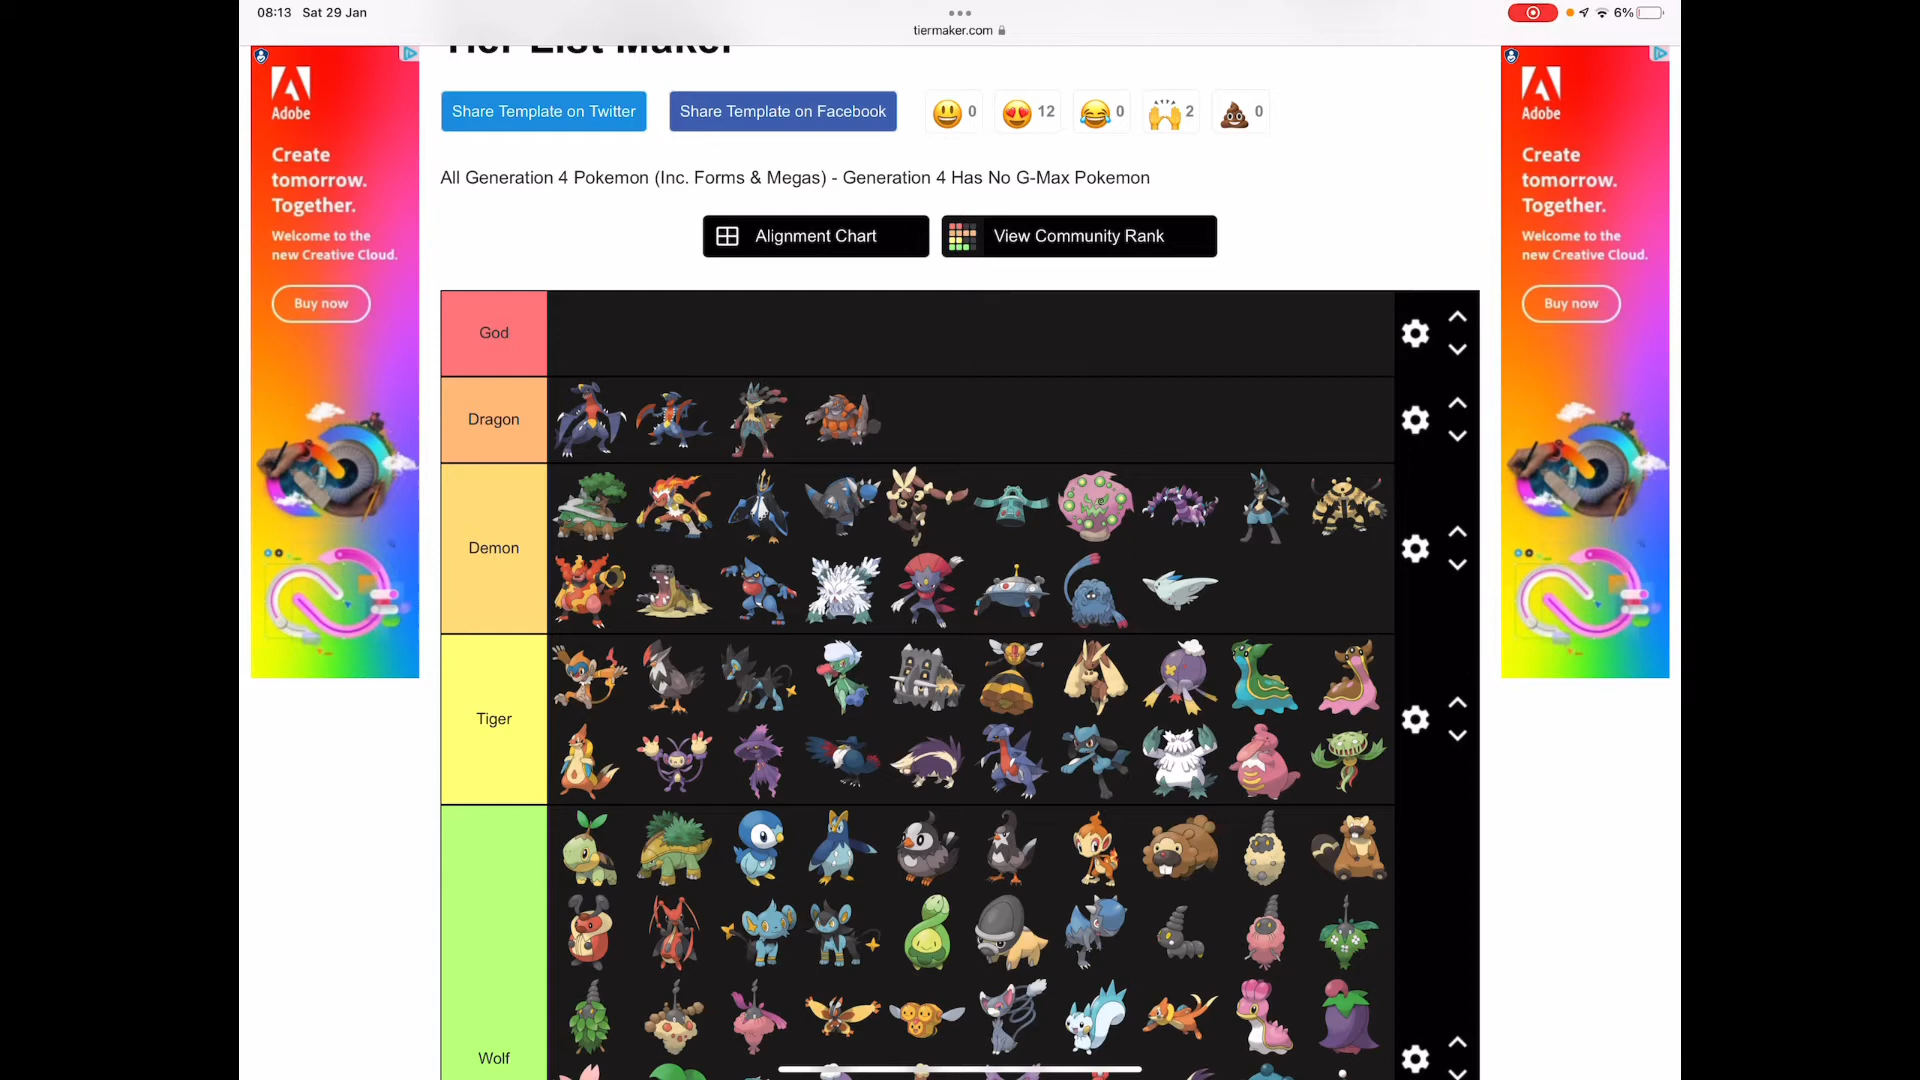 08:13 Sat 29 Jan
tiermaker.com
6%
Tier List Maker
Adobe
Create
tomorrow.
Together.
Welcome to the
new Creative Cloud.
Buy now
Share Template on Twitter
Share Template on Facebook
0
12
0
2
0
All Generation 4 Pokemon (Inc. Forms & Megas) - Generation 4 Has No G-Max Pokemon
Alignment Chart
View Community Rank
God
Dragon
Demon
Tiger
Wolf
Adobe
Create
tomorrow.
Together.
Welcome to the
new Creative Cloud.
Buy now